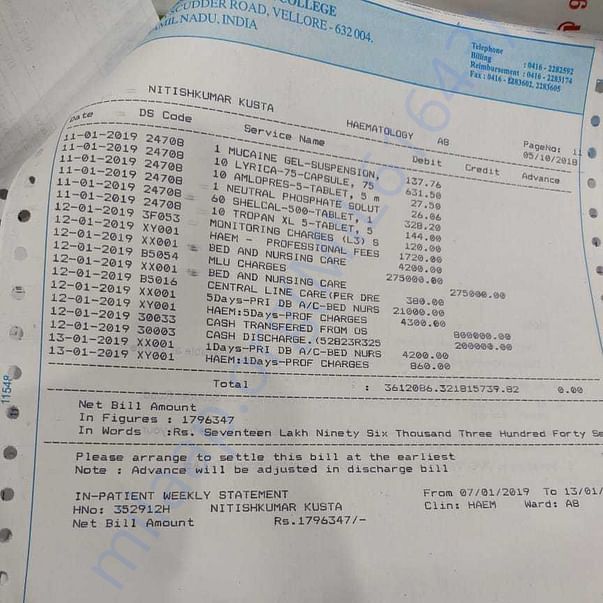 COLLEGE
SCUDDER ROAD, VELLORE - 632 004.
TAMIL NADU, INDIA
Telephone
Billing : 0416 - 2282592
Reimbursement : 0416 - 2283174
Fax : 0416 - 2283602, 2283605
NITISHKUMAR KUSTA HAEMATOLOGY A8 PageNo: 11
05/10/2018
Date DS Code Service Name Debit Credit Advance
11-01-2019 24708 1 MUCAINE GEL-SUSPENSION, 137.76
11-01-2019 24708 10 LYRICA-75-CAPSULE, 75 631.50
11-01-2019 24708 10 AMLOPRES-5-TABLET, 5 m 27.59
11-01-2019 24708 1 NEUTRAL PHOSPHATE SOLUT 26.06
11-01-2019 24708 60 SHELCAL-500-TABLET, 1 328.20
11-01-2019 24708 10 TROPAN XL 5-TABLET, 5 144.00
12-01-2019 3F053 MONITORING CHARGES (L3) S 120.00
12-01-2019 XY001 HAEM - PROFESSIONAL FEES 1720.00
12-01-2019 XX001 BED AND NURSING CARE 4200.00
12-01-2019 B5054 MLU CHARGES 275000.00
12-01-2019 XX001 BED AND NURSING CARE 275000.00
12-01-2019 B5016 CENTRAL LINE CARE(PER DRE 380.00
12-01-2019 XX001 5Days-PRI DB A/C-BED NURS 21000.00
12-01-2019 XY001 HAEM:5Days-PROF CHARGES 4300.00
12-01-2019 30033 CASH TRANSFERED FROM OS 800000.00
12-01-2019 30003 CASH DISCHARGE.(52823R325 200000.00
13-01-2019 XX001 1Days-PRI DB A/C-BED NURS 4200.00
13-01-2019 XY001 HAEM:1Days-PROF CHARGES 860.00
Total : 3612086.321815739.82 0.00
Net Bill Amount
In Figures : 1796347
In Words :Rs. Seventeen Lakh Ninety Six Thousand Three Hundred Forty Se
Please arrange to settle this bill at the earliest
Note : Advance will be adjusted in discharge bill
IN-PATIENT WEEKLY STATEMENT From 07/01/2019 To 13/01/
HNo: 352912H NITISHKUMAR KUSTA Clin: HAEM Ward: A8
Net Bill Amount Rs.1796347/-
11548